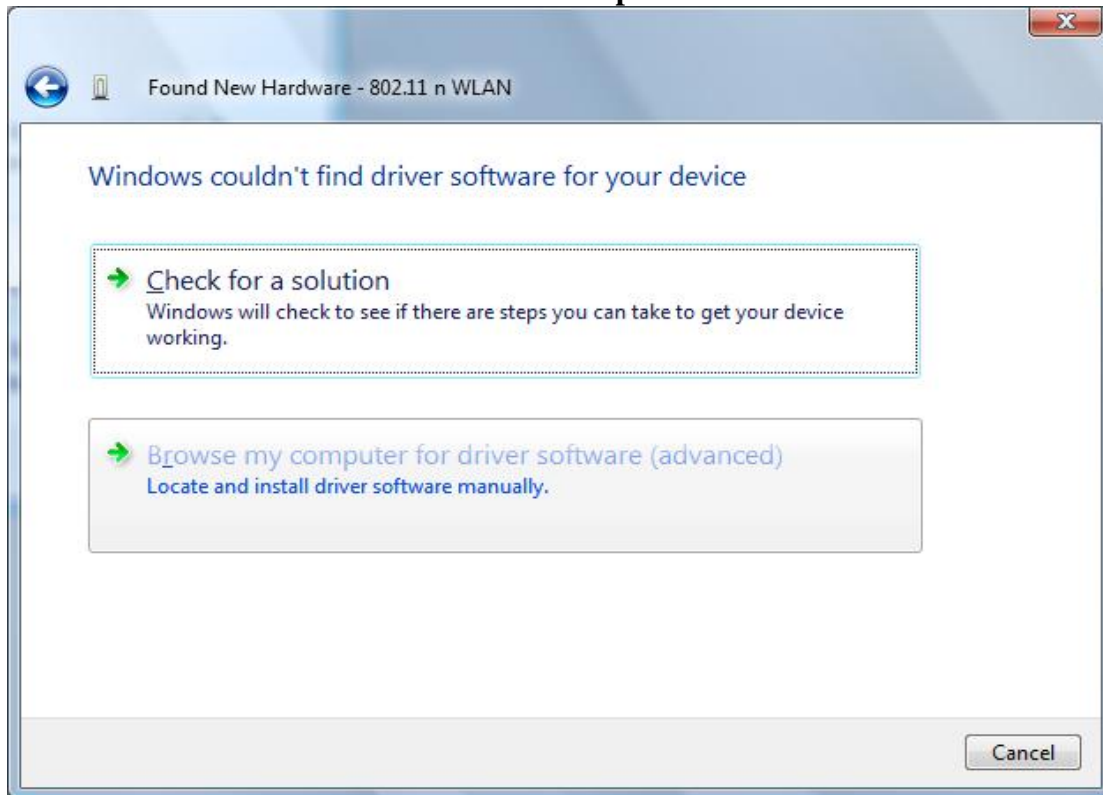 Found New Hardware - 802.11 n WLAN
Windows couldn't find driver software for your device
Check for a solution
Windows will check to see if there are steps you can take to get your device
working.
Browse my computer for driver software (advanced)
Locate and install driver software manually.
Cancel